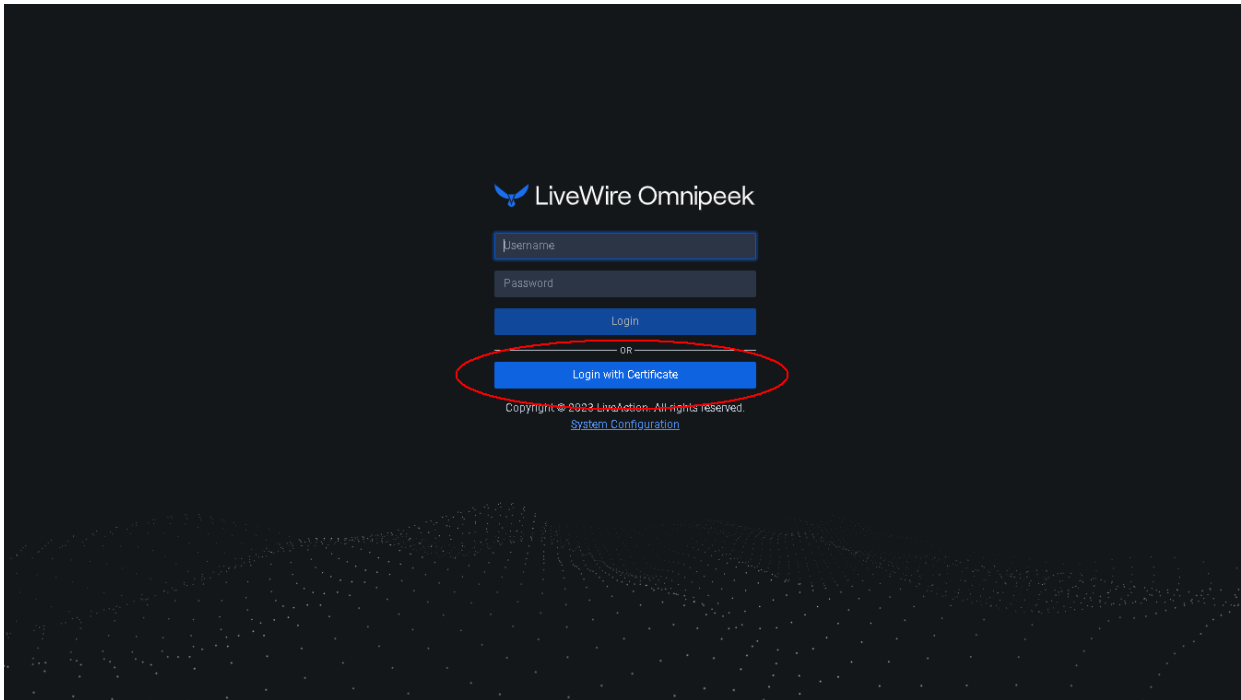 LiveWire Omnipeek
Username
Password
Login
OR
Login with Certificate
Copyright © 2023 LiveAction. All rights reserved.
System Configuration